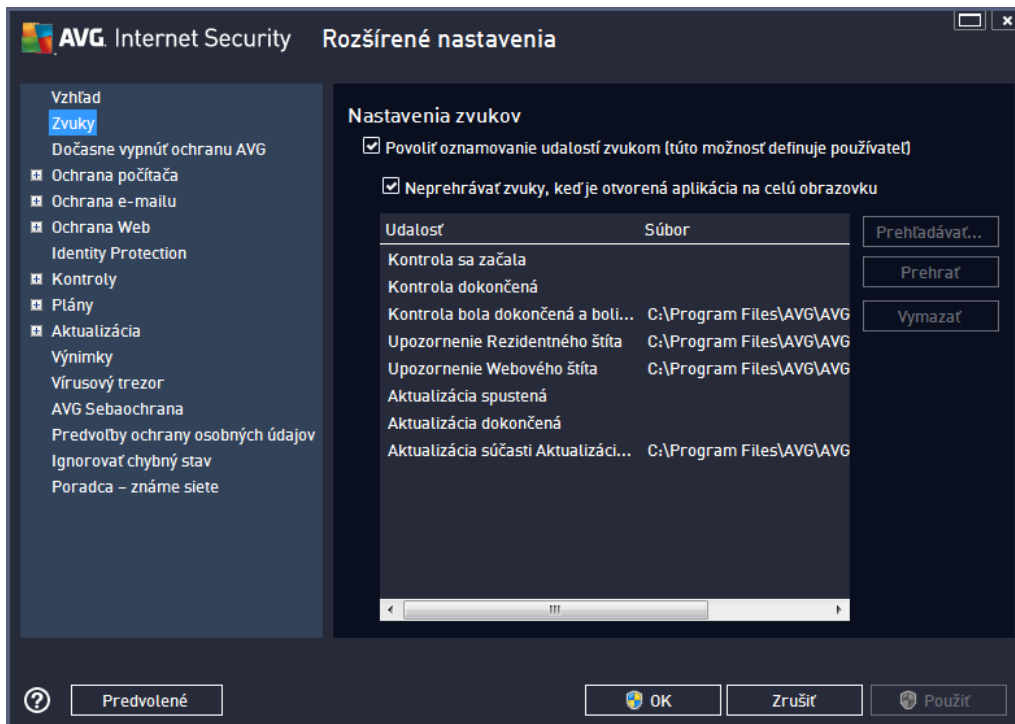 AVG. Internet Security Rozšírené nastavenia
Vzhľad
Zvuky
Dočasne vypnúť ochranu AVG
Ochrana počítača
Ochrana e-mailu
Ochrana Web
Identity Protection
Kontroly
Plány
Aktualizácia
Výnimky
Vírusový trezor
AVG Sebaochrana
Predvoľby ochrany osobných údajov
Ignorovať chybný stav
Poradca – známe siete
Nastavenia zvukov
Povoliť oznamovanie udalostí zvukom (túto možnosť definuje používateľ)
Neprehrávať zvuky, keď je otvorená aplikácia na celú obrazovku
Udalosť Súbor
Kontrola sa začala
Kontrola dokončená
Kontrola bola dokončená a boli... C:\Program Files\AVG\AVG
Upozornenie Rezidentného štíta C:\Program Files\AVG\AVG
Upozornenie Webového štíta C:\Program Files\AVG\AVG
Aktualizácia spustená
Aktualizácia dokončená
Aktualizácia súčasti Aktualizáci... C:\Program Files\AVG\AVG
Prehľadávať...
Prehrať
Vymazať
Predvolené
OK
Zrušiť
Použiť